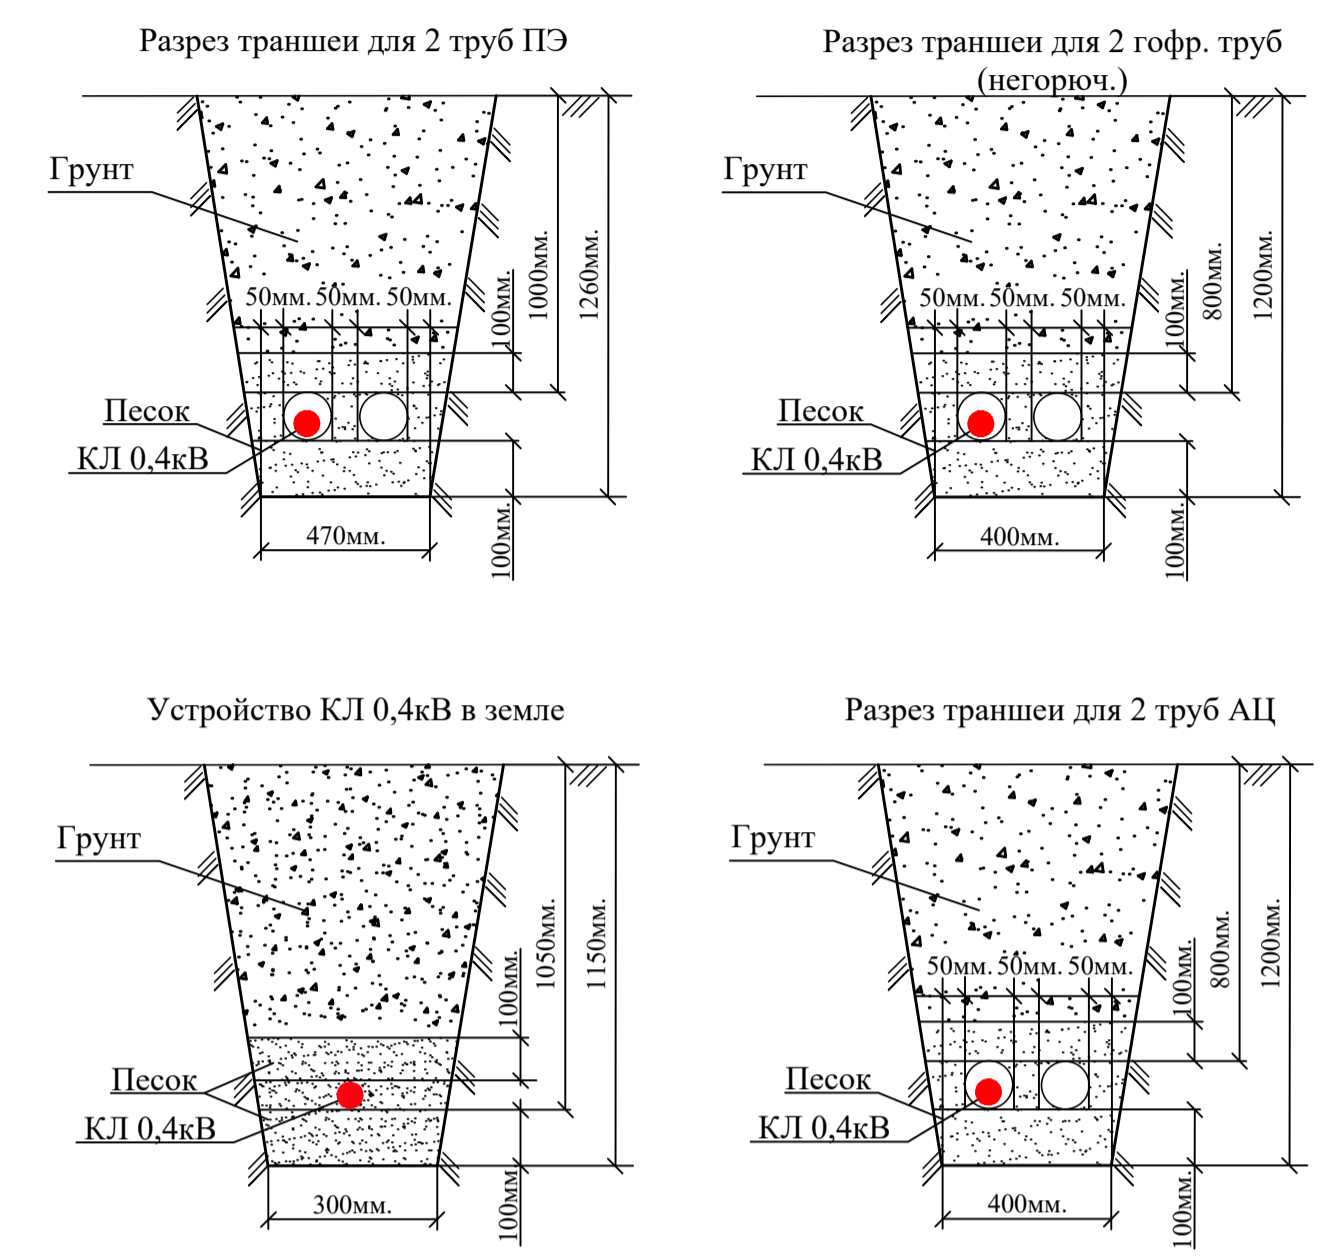 Разрез траншеи для 2 труб ПЭ
Грунт
50мм. 50мм. 50мм.
100мм.
1000мм.
1260мм.
Песок
КЛ 0,4кВ
470мм.
100мм.
Разрез траншеи для 2 гофр. труб
(негорюч.)
Грунт
50мм. 50мм. 50мм.
100мм.
800мм.
1200мм.
Песок
КЛ 0,4кВ
400мм.
100мм.
Устройство КЛ 0,4кВ в земле
Грунт
100мм.
1050мм.
1150мм.
Песок
КЛ 0,4кВ
300мм.
100мм.
Разрез траншеи для 2 труб АЦ
Грунт
50мм. 50мм. 50мм.
100мм.
800мм.
1200мм.
Песок
КЛ 0,4кВ
400мм.
100мм.